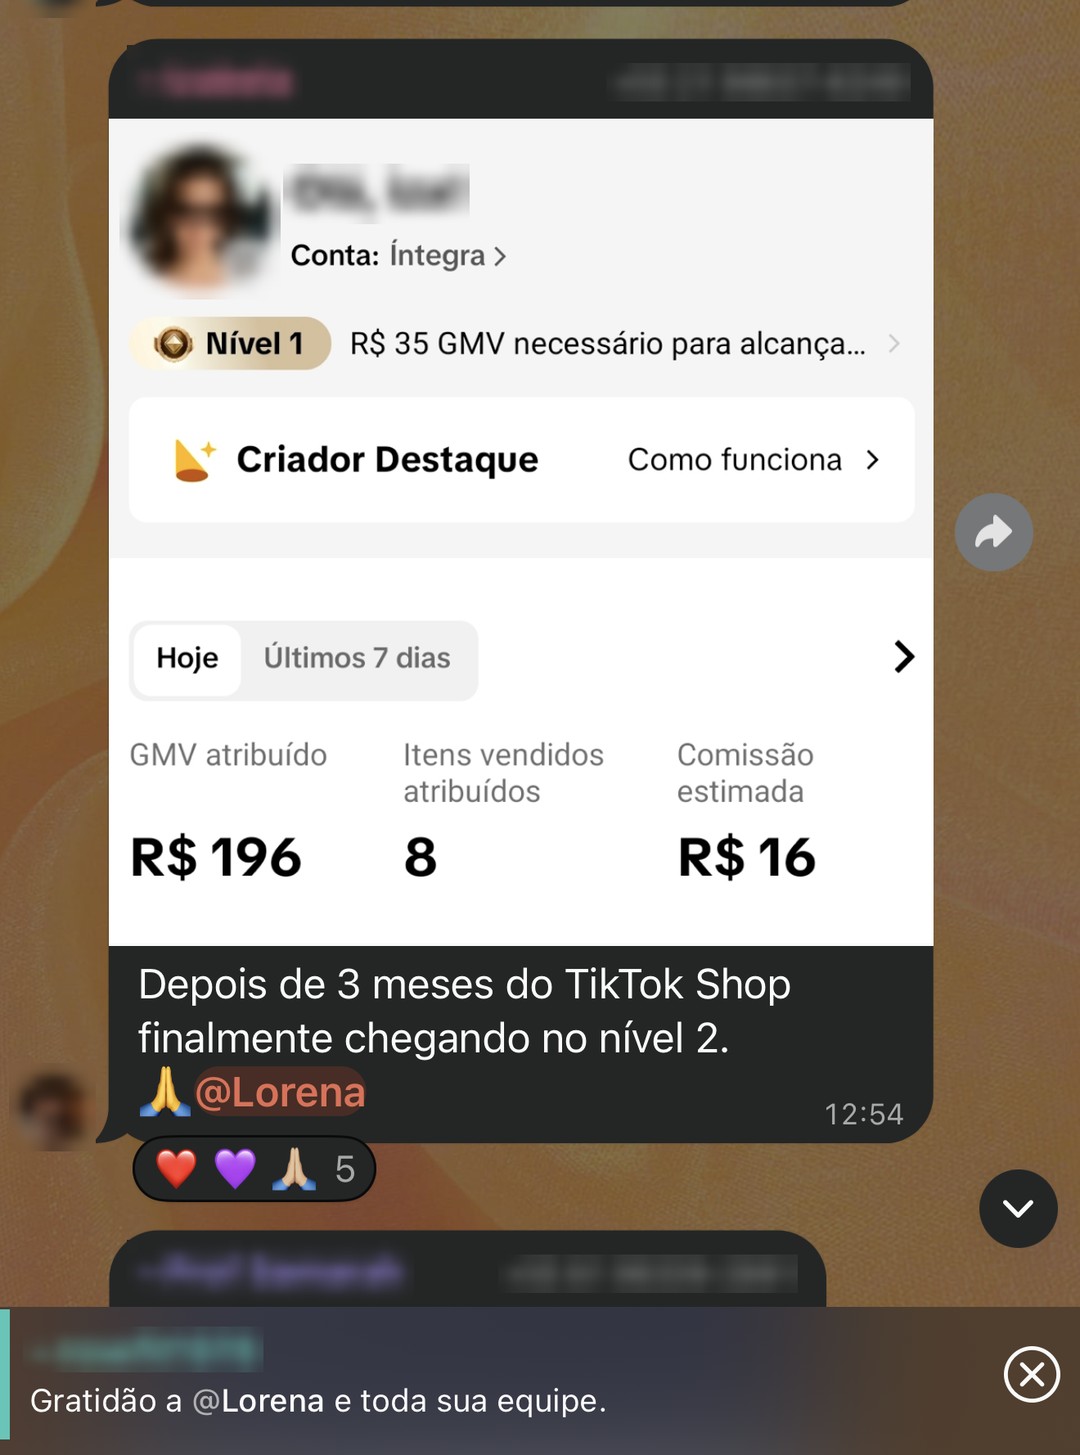 Conta: Íntegra >
Nível 1 R$ 35 GMV necessário para alcança... >
Criador Destaque Como funciona >
Hoje Últimos 7 dias >
GMV atribuído
Itens vendidos atribuídos
Comissão estimada
R$ 196 8 R$ 16
Depois de 3 meses do TikTok Shop
finalmente chegando no nível 2.
🙏@Lorena
12:54
❤️ 💜 🙏🏼 5
Gratidão a @Lorena e toda sua equipe.